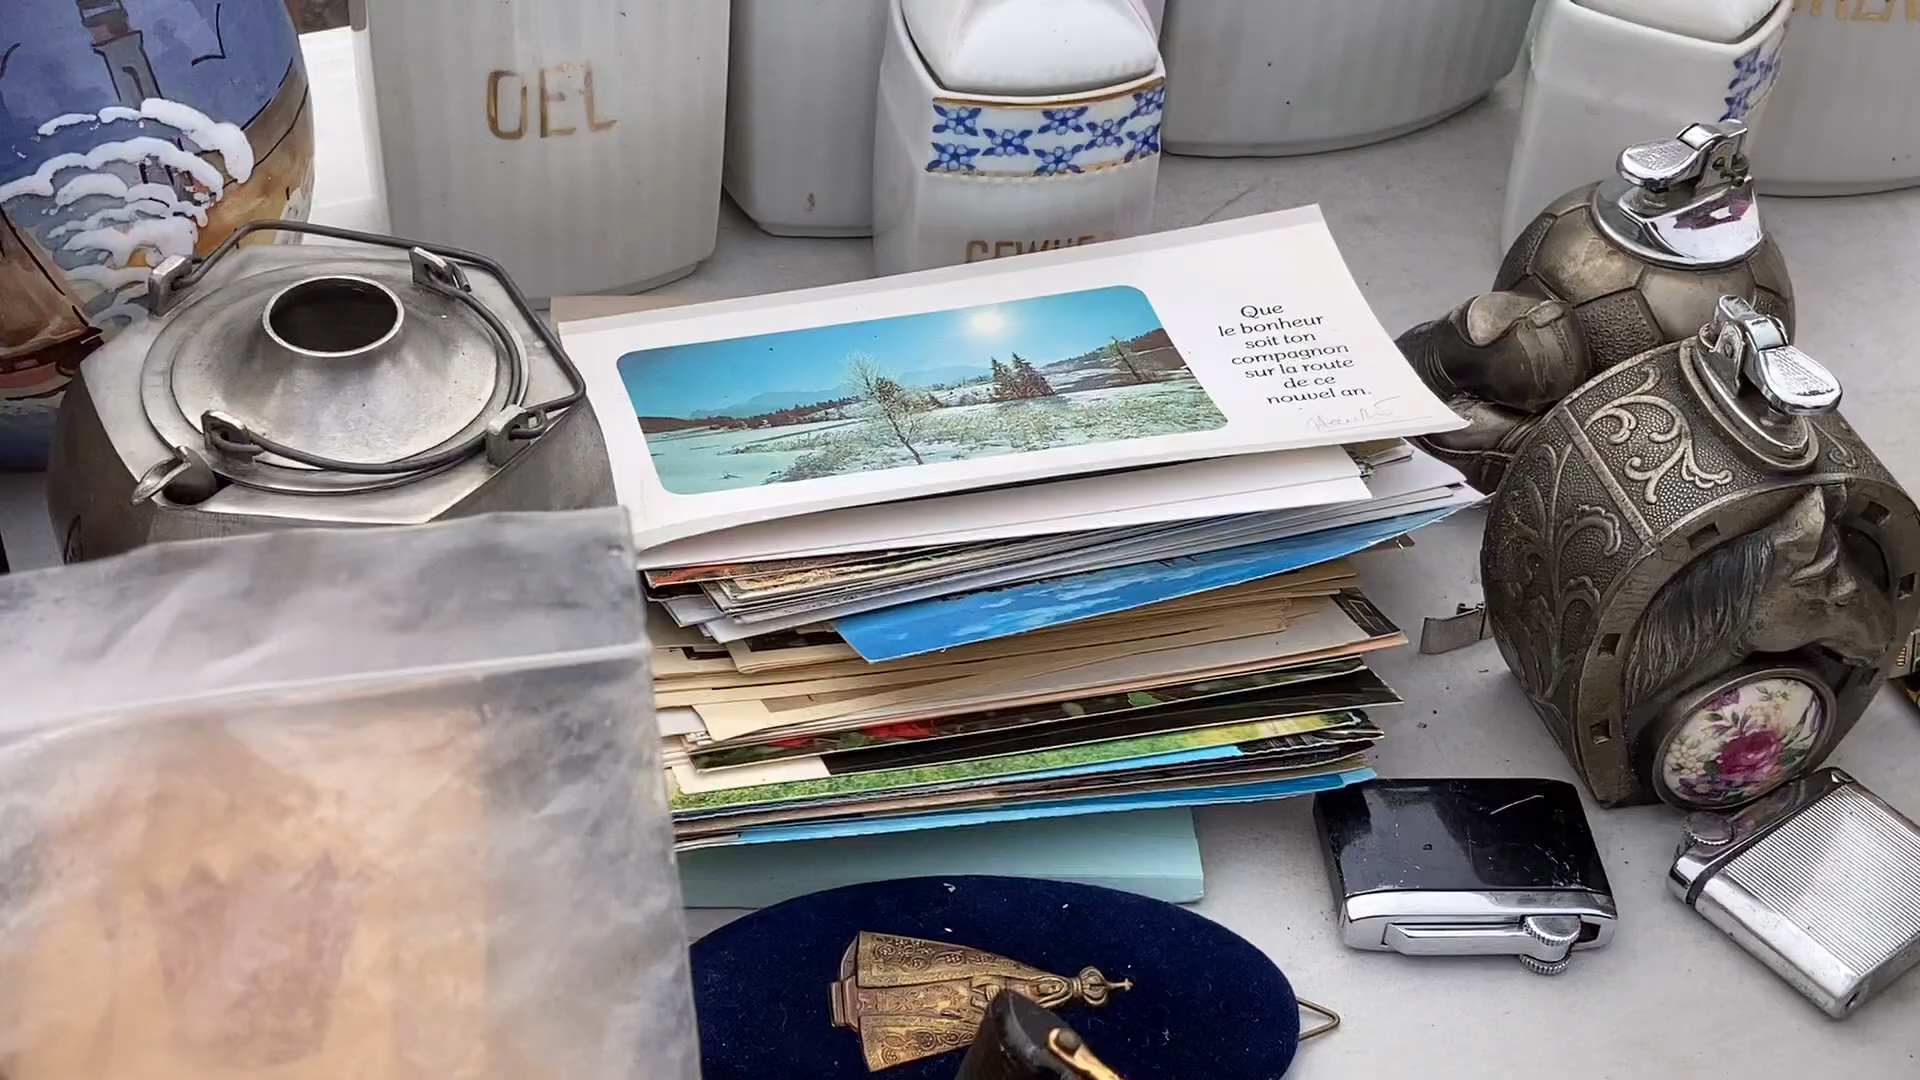 OEL
Que
le bonheur
soit ton
compagnon
sur la route
de ce
nouvel an.